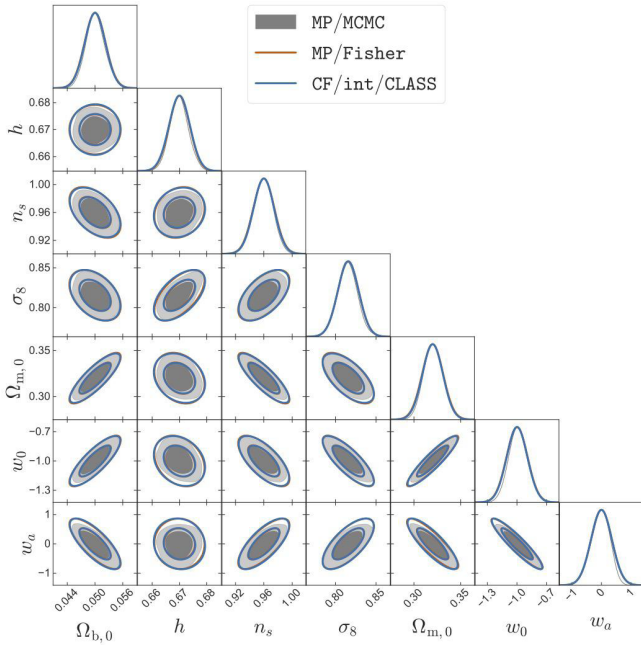 MP/MCMC
MP/Fisher
CF/int/CLASS
0.68
0.66
h
1.00
0.96
0.92
n_s
0.85
0.80
σ_8
0.35
0.30
Ω_m,0
−0.7
−1.0
−1.3
w_0
1
0
−1
w_a
0.044 0.050 0.056 0.66 0.67 0.68 0.92 0.96 1.00 0.80 0.85 0.30 0.35 −1.3 −1.0 −0.7 −1 0 1
Ω_b,0 h n_s σ_8 Ω_m,0 w_0 w_a